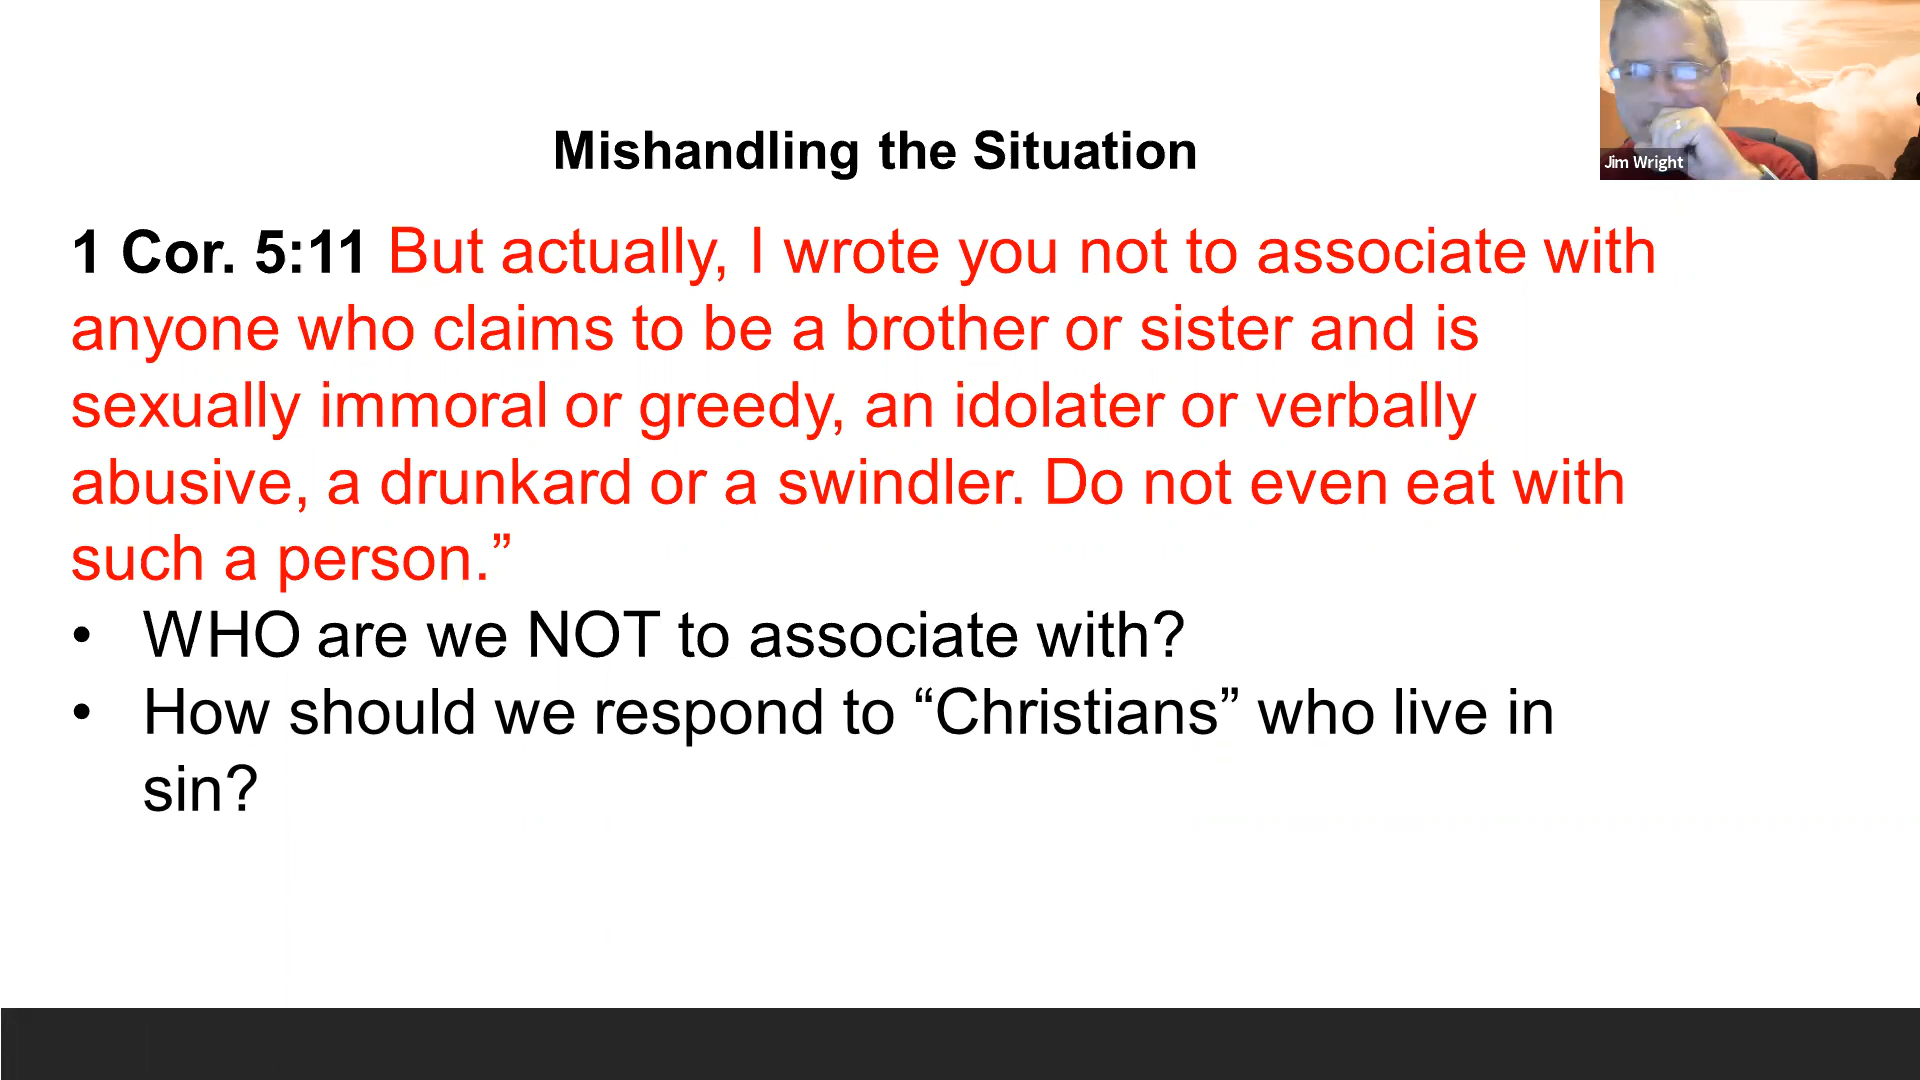 Mishandling the Situation
Jim Wright
1 Cor. 5:11 But actually, I wrote you not to associate with
anyone who claims to be a brother or sister and is
sexually immoral or greedy, an idolater or verbally
abusive, a drunkard or a swindler. Do not even eat with
such a person.”
• WHO are we NOT to associate with?
• How should we respond to “Christians” who live in
sin?